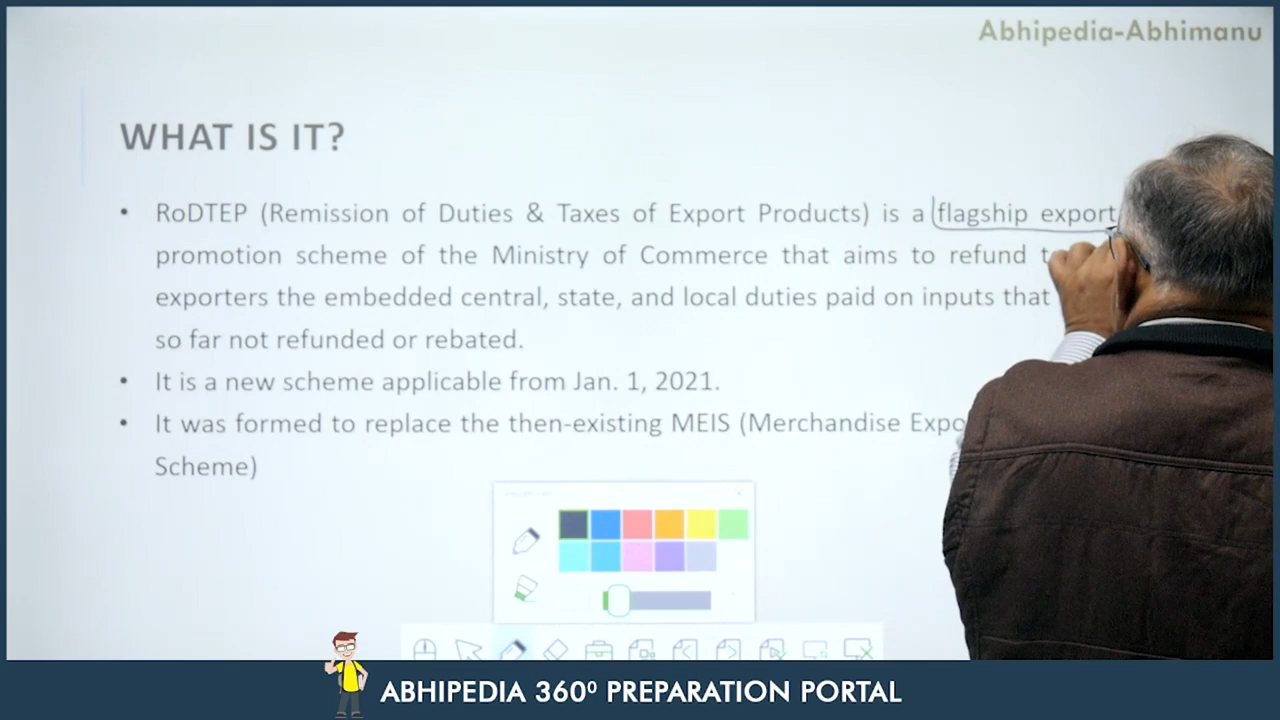 Abhipedia-Abhimanu
WHAT IS IT?
• RoDTEP (Remission of Duties & Taxes of Export Products) is a flagship export
promotion scheme of the Ministry of Commerce that aims to refund
exporters the embedded central, state, and local duties paid on inputs that
so far not refunded or rebated.
• It is a new scheme applicable from Jan. 1, 2021.
• It was formed to replace the then-existing MEIS (Merchandise
Scheme)
ABHIPEDIA 360⁰ PREPARATION PORTAL